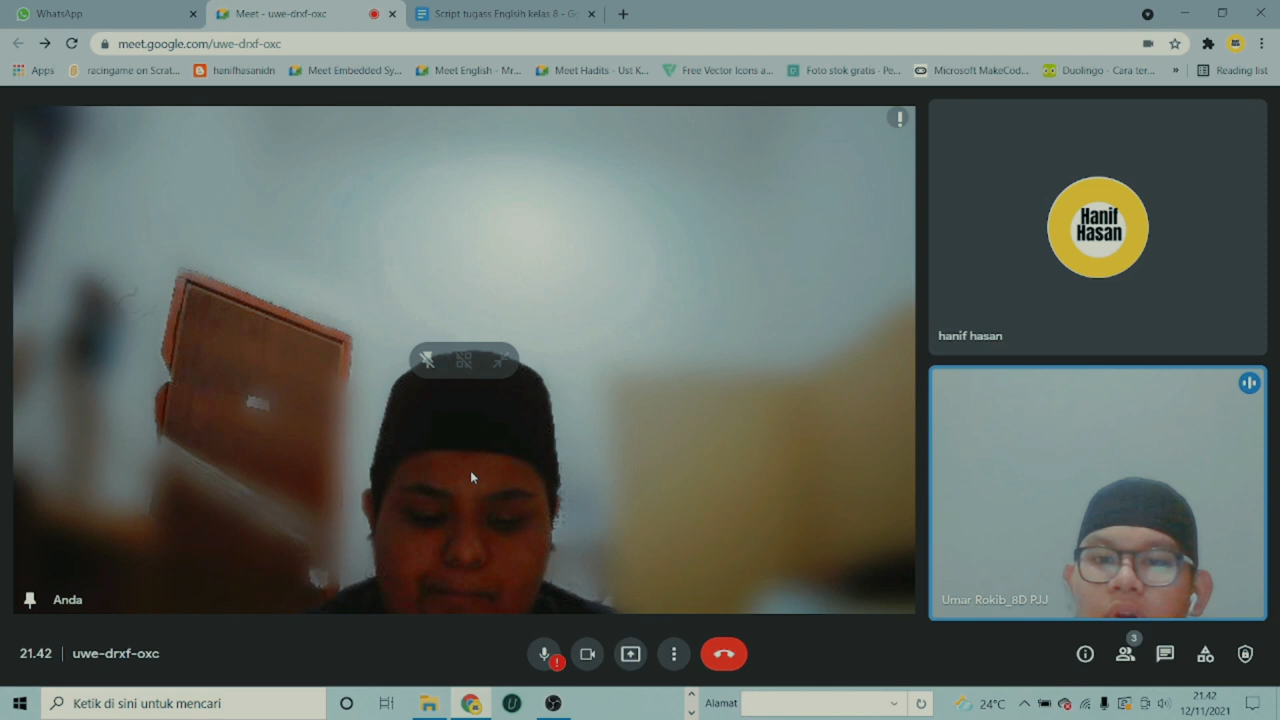 WhatsApp
Meet - uwe-drxf-oxc
Script tugass Englsih kelas 8 - Go
meet.google.com/uwe-drxf-oxc
Apps
racingame on Scrat...
hanifhasanidn
Meet Embedded Sy...
Meet English - Mr...
Meet Hadits - Ust K...
Free Vector Icons a...
Foto stok gratis - Pe...
Microsoft MakeCod...
Duolingo - Cara ter...
»
Reading list
Hanif
Hasan
hanif hasan
Anda
Umar Rokib_8D PJJ
21.42 | uwe-drxf-oxc
3
Ketik di sini untuk mencari
Alamat
24°C
21.42
12/11/2021